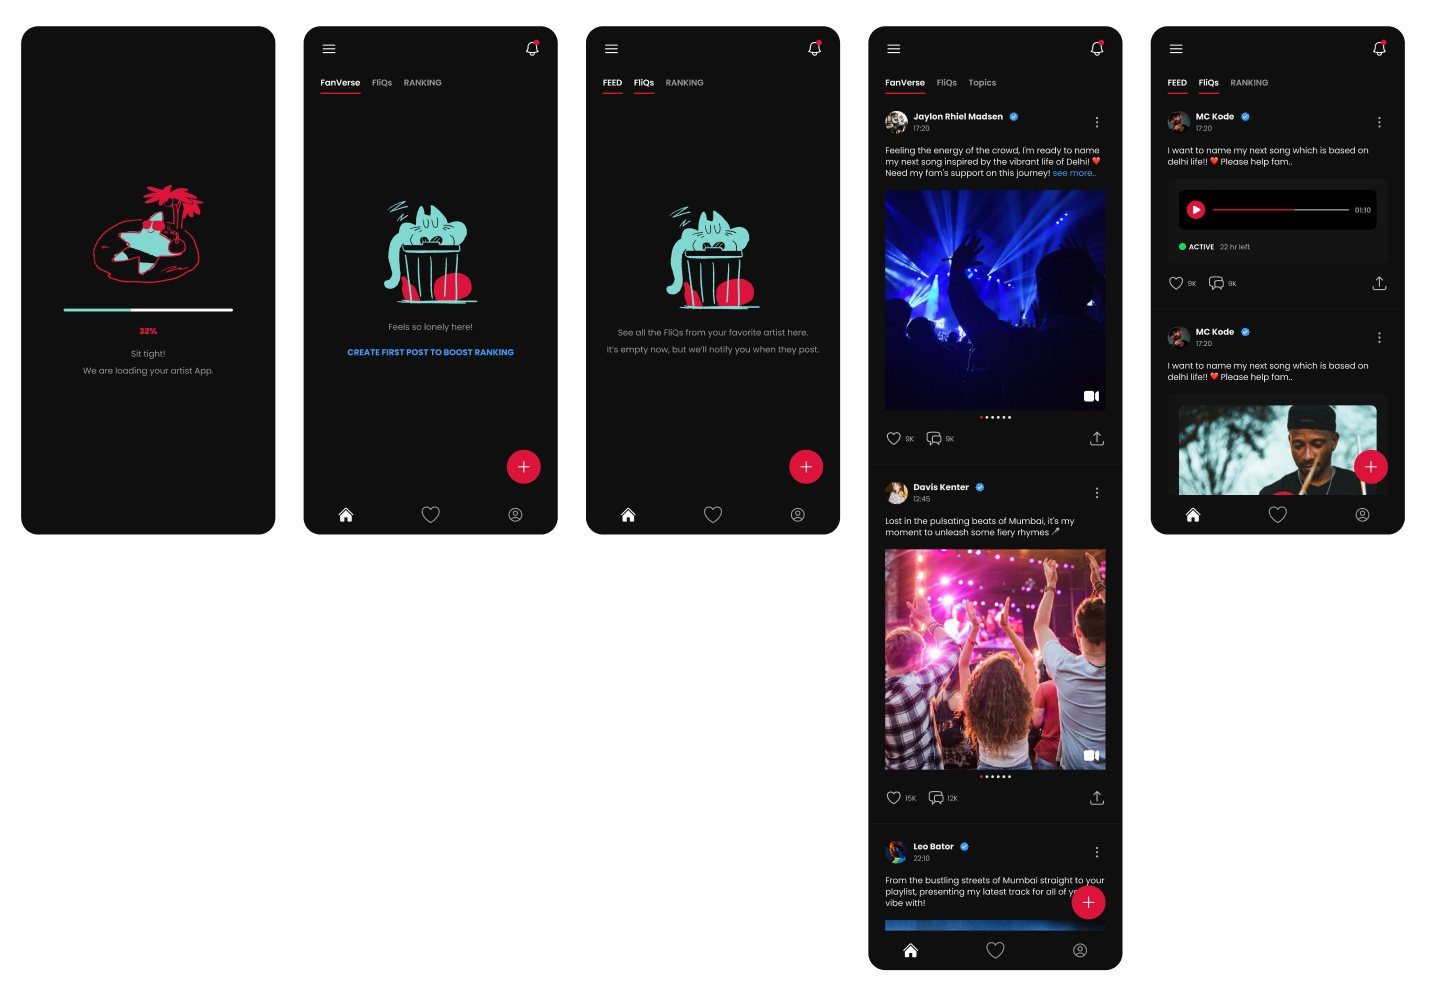 32%
Sit tight!
We are loading your artist App.
FanVerse FliQs RANKING
Feels so lonely here!
CREATE FIRST POST TO BOOST RANKING
FEED FliQs RANKING
See all the FliQs from your favorite artist here.
It's empty now, but we'll notify you when they post.
FanVerse FliQs Topics
Jaylon Rhiel Madsen
17:20
Feeling the energy of the crowd, I'm ready to name
my next song inspired by the vibrant life of Delhi! ❤️
Need my fam's support on this journey! see more..
9K 9K
Davis Kenter
12:45
Lost in the pulsating beats of Mumbai, it's my
moment to unleash some fiery rhymes 🎤
15K 12K
Leo Bator
22:10
From the bustling streets of Mumbai straight to your
playlist, presenting my latest track for all of
vibe with!
FEED FliQs RANKING
MC Kode
17:20
I want to name my next song which is based on
delhi life!! ❤️ Please help fam..
01:10
ACTIVE 22 hr left
9K 9K
MC Kode
17:20
I want to name my next song which is based on
delhi life!! ❤️ Please help fam..